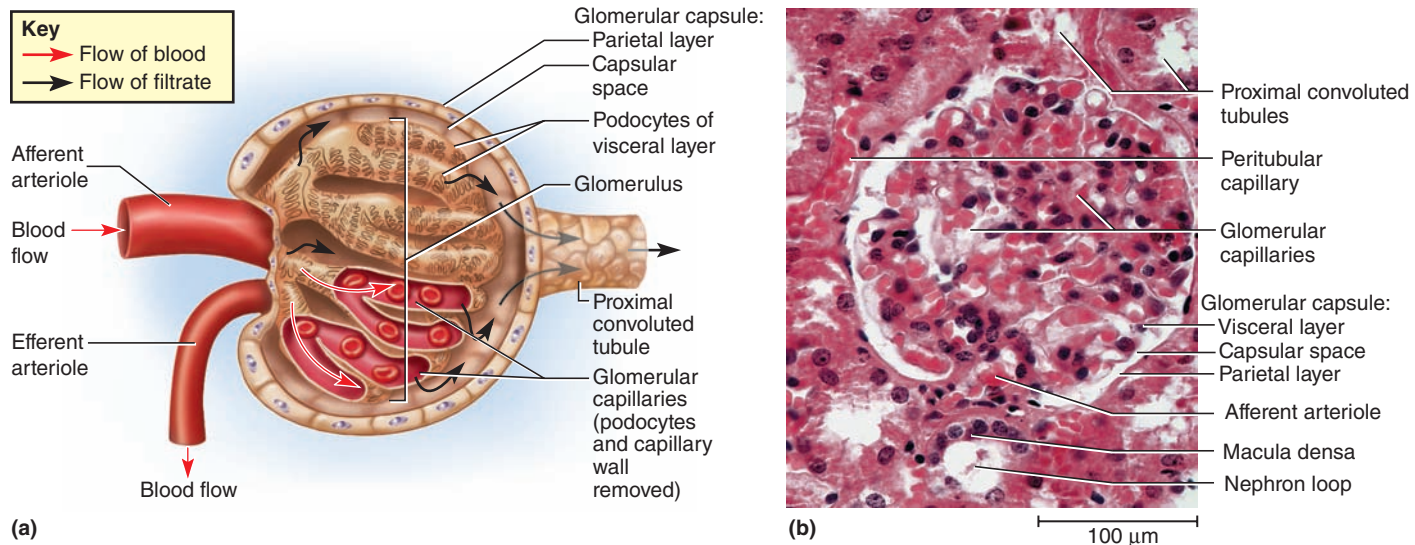 Key
Flow of blood
Flow of filtrate
Afferent
arteriole
Blood
flow
Efferent
arteriole
Blood flow
(a)
Glomerular capsule:
Parietal layer
Capsular
space
Podocytes of
visceral layer
Glomerulus
Proximal
convoluted
tubule
Glomerular
capillaries
(podocytes
and capillary
wall
removed)
(b)
Proximal convoluted
tubules
Peritubular
capillary
Glomerular
capillaries
Glomerular capsule:
Visceral layer
Capsular space
Parietal layer
Afferent arteriole
Macula densa
Nephron loop
100 μm